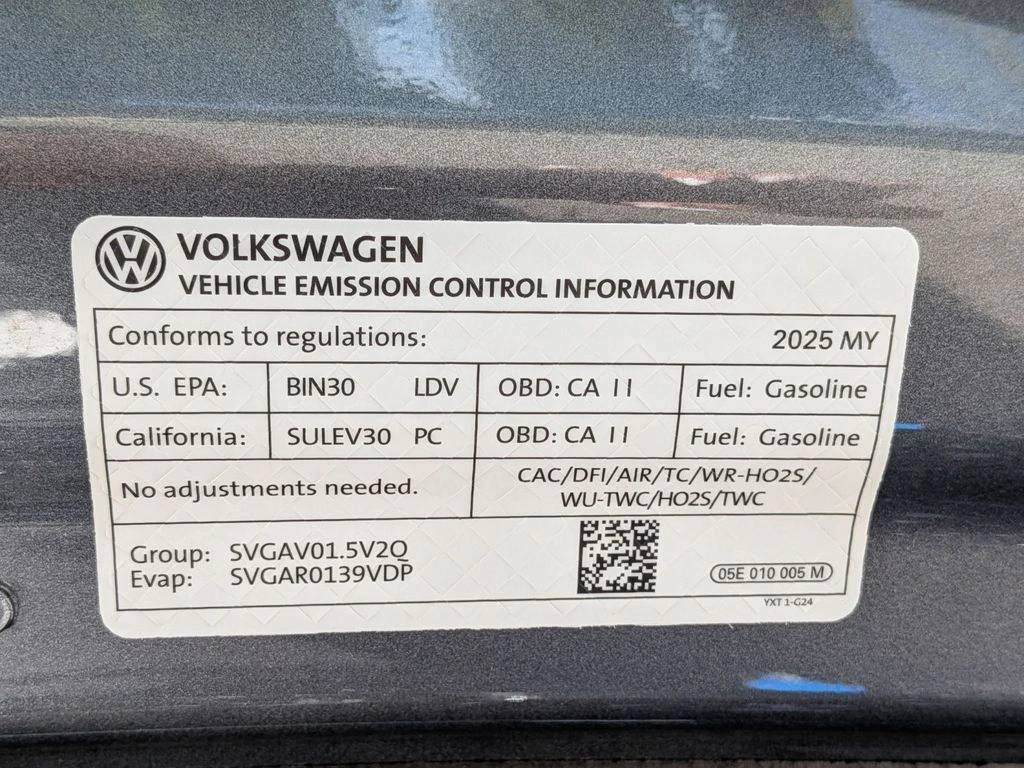 VOLKSWAGEN
VEHICLE EMISSION CONTROL INFORMATION
Conforms to regulations: 2025 MY
U.S. EPA: BIN30 LDV OBD: CA II Fuel: Gasoline
California: SULEV30 PC OBD: CA II Fuel: Gasoline
No adjustments needed.
CAC/DFI/AIR/TC/WR-HO2S/
WU-TWC/HO2S/TWC
Group: SVGAV01.5V2Q
Evap: SVGAR0139VDP
05E 010 005 M
YXT 1-G24